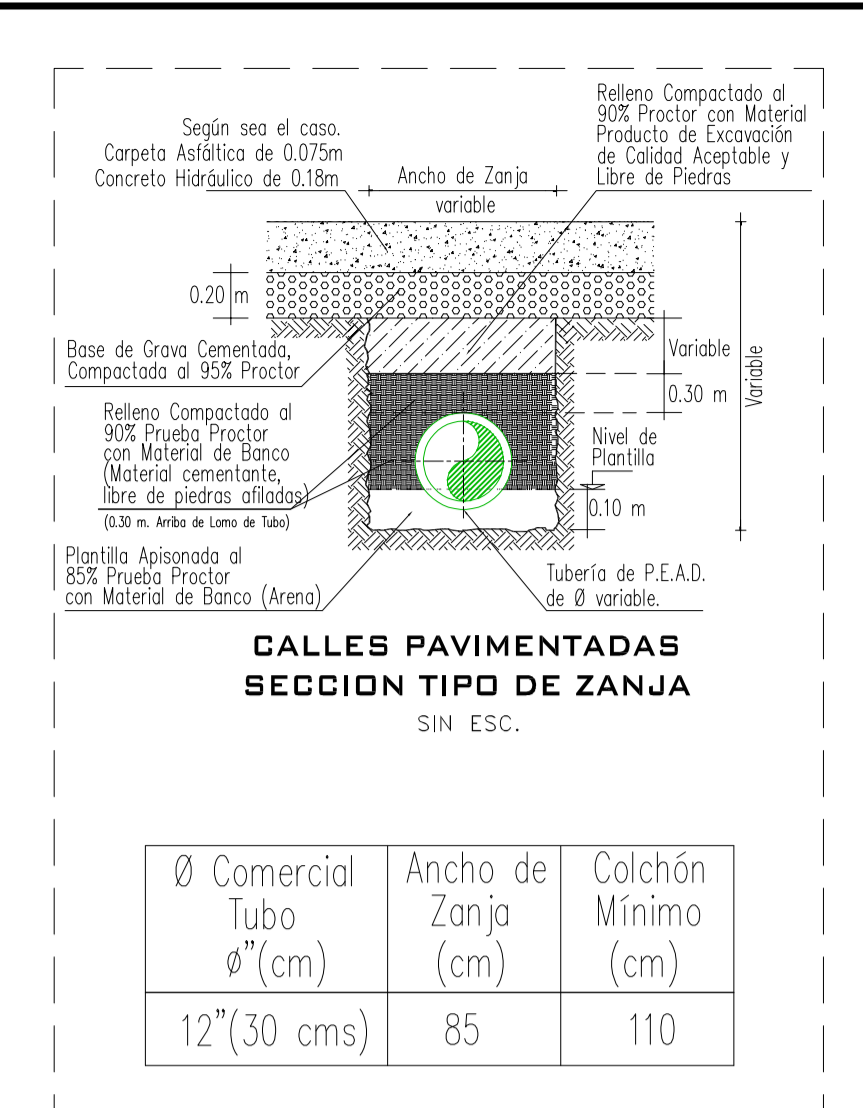 Según sea el caso.
Carpeta Asfáltica de 0.075m
Concreto Hidráulico de 0.18m
Ancho de Zanja
variable
Relleno Compactado al
90% Proctor con Material
Producto de Excavación
de Calidad Aceptable y
Libre de Piedras
0.20 m
Base de Grava Cementada,
Compactada al 95% Proctor
Variable
0.30 m
Variable
Relleno Compactado al
90% Prueba Proctor
con Material de Banco
(Material cementante,
libre de piedras afiladas)
(0.30 m. Arriba de Lomo de Tubo)
Nivel de
Plantilla
0.10 m
Plantilla Apisonada al
85% Prueba Proctor
con Material de Banco (Arena)
Tubería de P.E.A.D.
de Ø variable.
CALLES PAVIMENTADAS
SECCION TIPO DE ZANJA
SIN ESC.
Ø Comercial
Tubo
ø"(cm)
Ancho de
Zanja
(cm)
Colchón
Mínimo
(cm)
12"(30 cms)
85
110